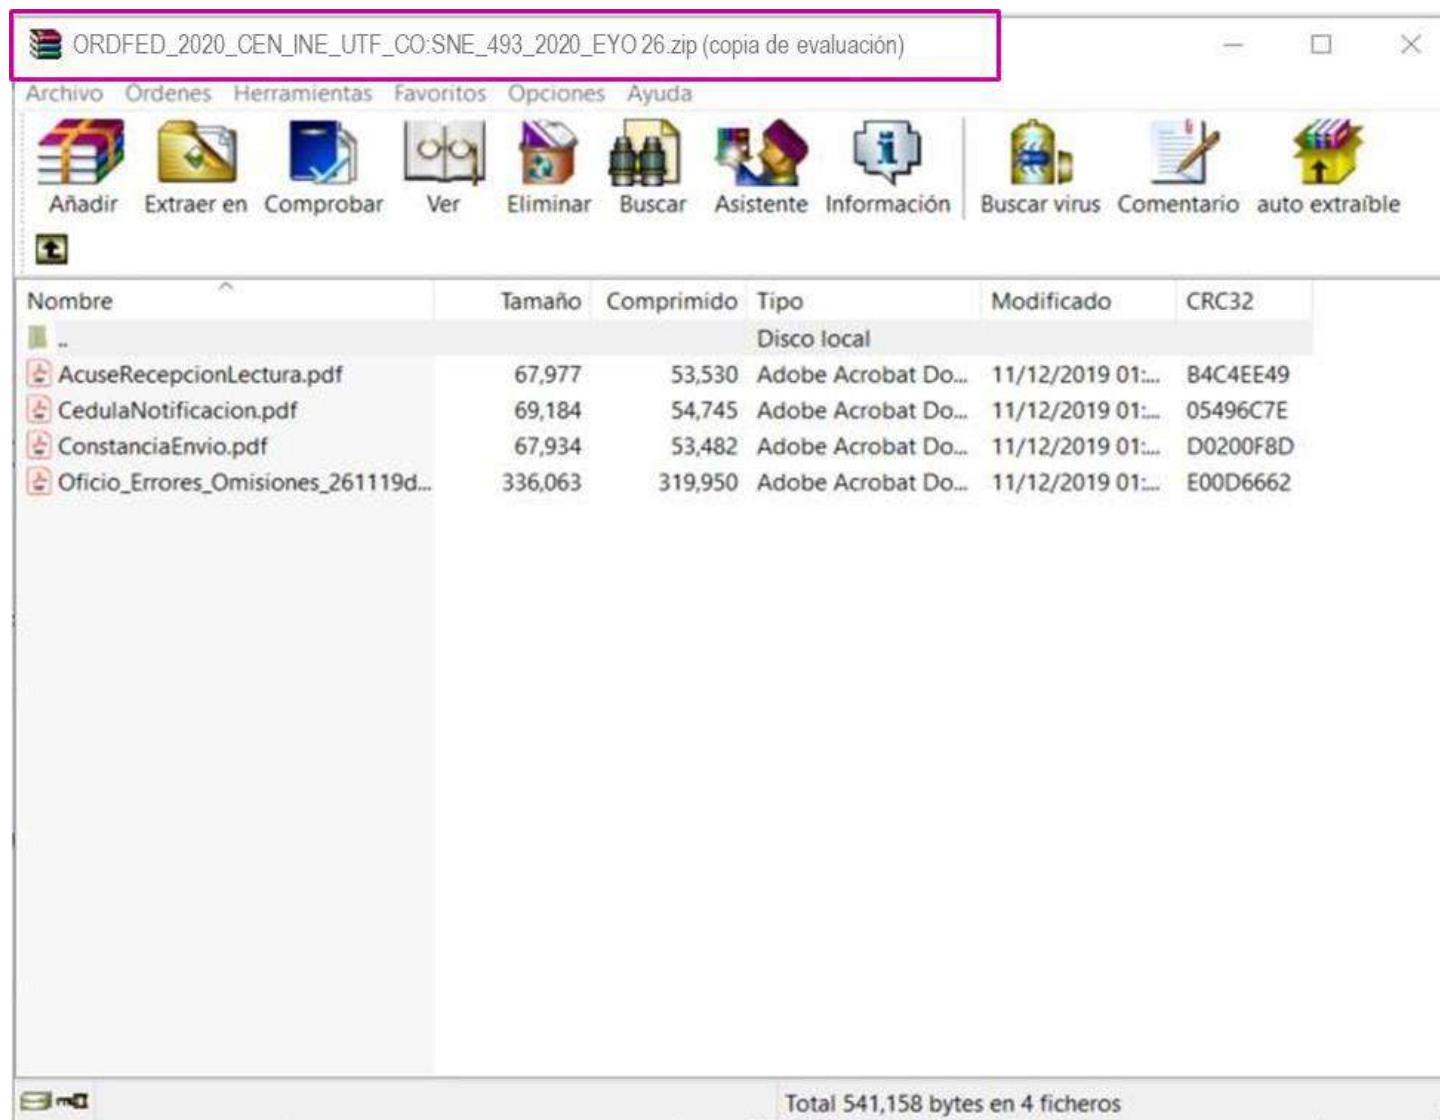 ORDFED_2020_CEN_INE_UTF_CO:SNE_493_2020_EYO 26.zip (copia de evaluación)
Archivo Órdenes Herramientas Favoritos Opciones Ayuda
Añadir Extraer en Comprobar Ver Eliminar Buscar Asistente Información Buscar virus Comentario auto extraíble
Nombre Tamaño Comprimido Tipo Modificado CRC32
.. Disco local
AcuseRecepcionLectura.pdf 67,977 53,530 Adobe Acrobat Do... 11/12/2019 01:... B4C4EE49
CedulaNotificacion.pdf 69,184 54,745 Adobe Acrobat Do... 11/12/2019 01:... 05496C7E
ConstanciaEnvio.pdf 67,934 53,482 Adobe Acrobat Do... 11/12/2019 01:... D0200F8D
Oficio_Errores_Omisiones_261119d... 336,063 319,950 Adobe Acrobat Do... 11/12/2019 01:... E00D6662
Total 541,158 bytes en 4 ficheros